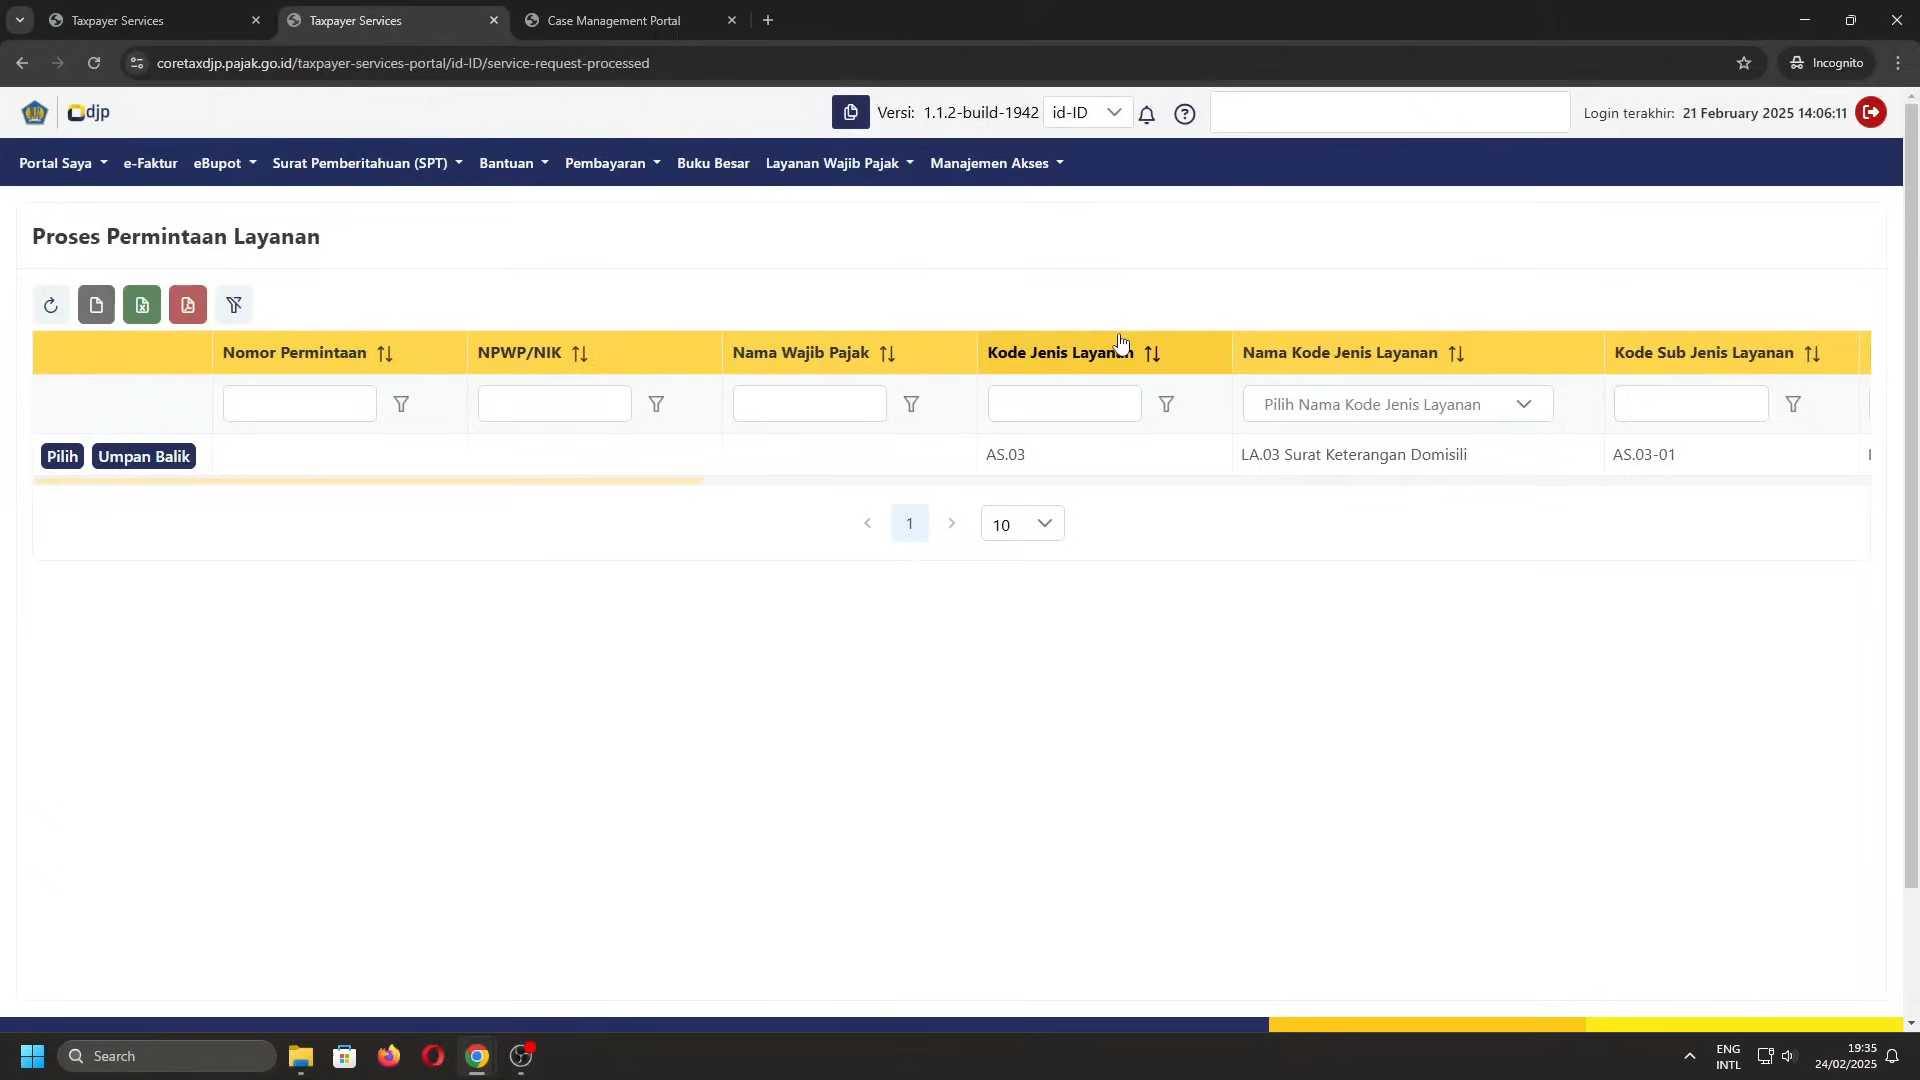 Taxpayer Services
Taxpayer Services
Case Management Portal
coretaxdjp.pajak.go.id/taxpayer-services-portal/id-ID/service-request-processed
Incognito
djp
Versi: 1.1.2-build-1942
id-ID
Login terakhir: 21 February 2025 14:06:11
Portal Saya
e-Faktur
eBupot
Surat Pemberitahuan (SPT)
Bantuan
Pembayaran
Buku Besar
Layanan Wajib Pajak
Manajemen Akses
Proses Permintaan Layanan
Nomor Permintaan
NPWP/NIK
Nama Wajib Pajak
Kode Jenis Layanan
Nama Kode Jenis Layanan
Kode Sub Jenis Layanan
Pilih Nama Kode Jenis Layanan
Pilih
Umpan Balik
AS.03
LA.03 Surat Keterangan Domisili
AS.03-01
1
10
Search
ENG
INTL
19:35
24/02/2025